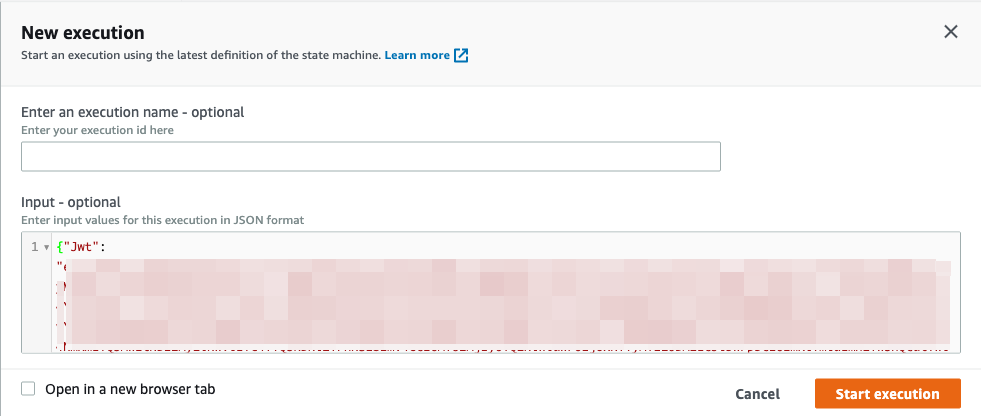 New execution
Start an execution using the latest definition of the state machine. Learn more
Enter an execution name - optional
Enter your execution id here
Input - optional
Enter input values for this execution in JSON format
1
{"Jwt":
Open in a new browser tab
Cancel
Start execution